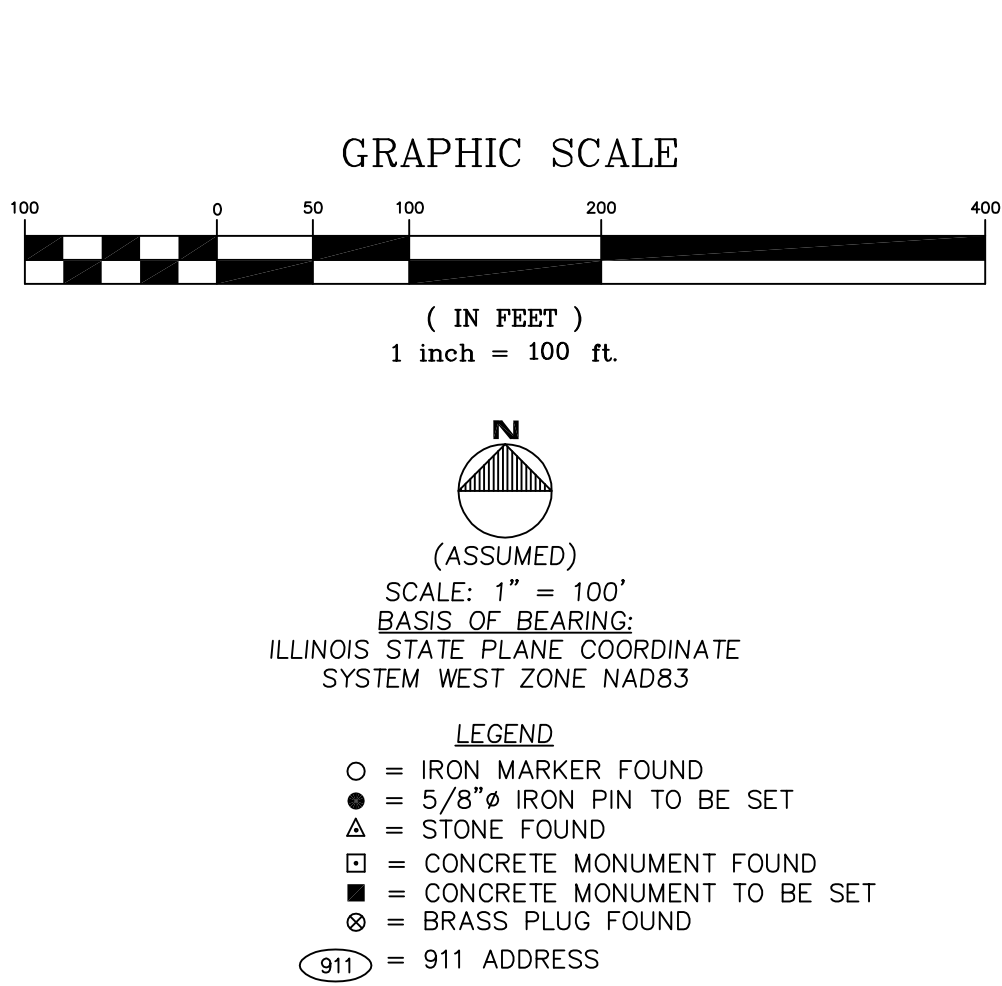 GRAPHIC SCALE
100 0 50 100 200 400
( IN FEET )
1 inch = 100 ft.
N
(ASSUMED)
SCALE: 1" = 100'
BASIS OF BEARING:
ILLINOIS STATE PLANE COORDINATE
SYSTEM WEST ZONE NAD83
LEGEND
= IRON MARKER FOUND
= 5/8"ø IRON PIN TO BE SET
= STONE FOUND
= CONCRETE MONUMENT FOUND
= CONCRETE MONUMENT TO BE SET
= BRASS PLUG FOUND
911 = 911 ADDRESS